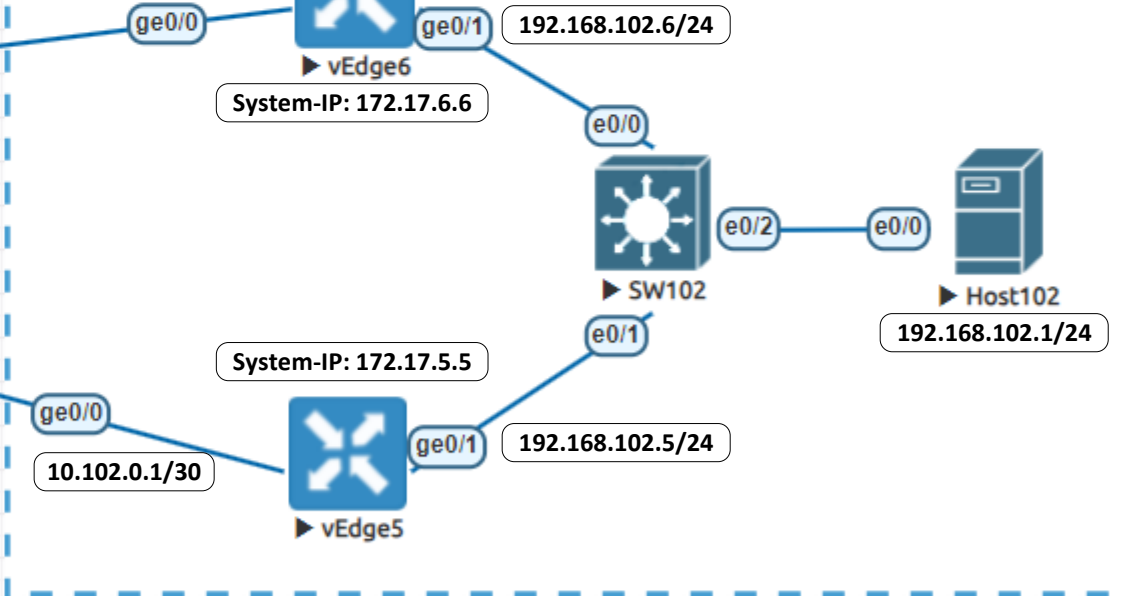 ge0/0
ge0/1
192.168.102.6/24
vEdge6
System-IP: 172.17.6.6
e0/0
e0/2
e0/0
SW102
Host102
192.168.102.1/24
e0/1
System-IP: 172.17.5.5
ge0/0
ge0/1
192.168.102.5/24
10.102.0.1/30
vEdge5